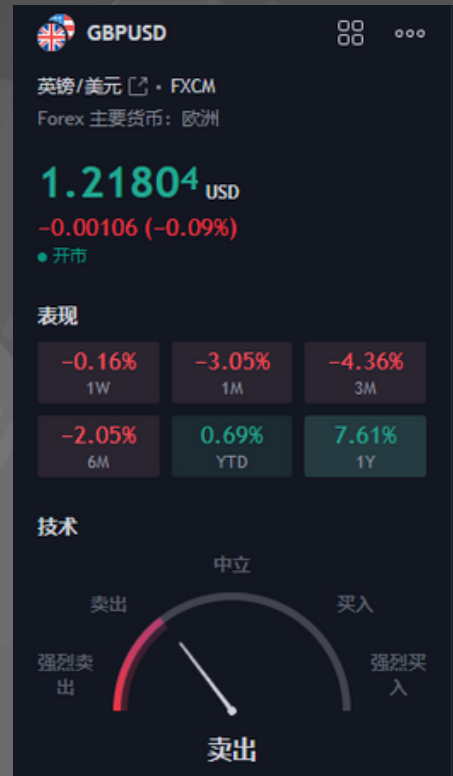 GBPUSD
英镑/美元 • FXCM
Forex 主要货币：欧洲
1.21804 USD
−0.00106 (−0.09%)
开市
表现
−0.16% −3.05% −4.36%
1W 1M 3M
−2.05% 0.69% 7.61%
6M YTD 1Y
技术
中立
卖出 买入
强烈卖 强烈买
出 入
卖出